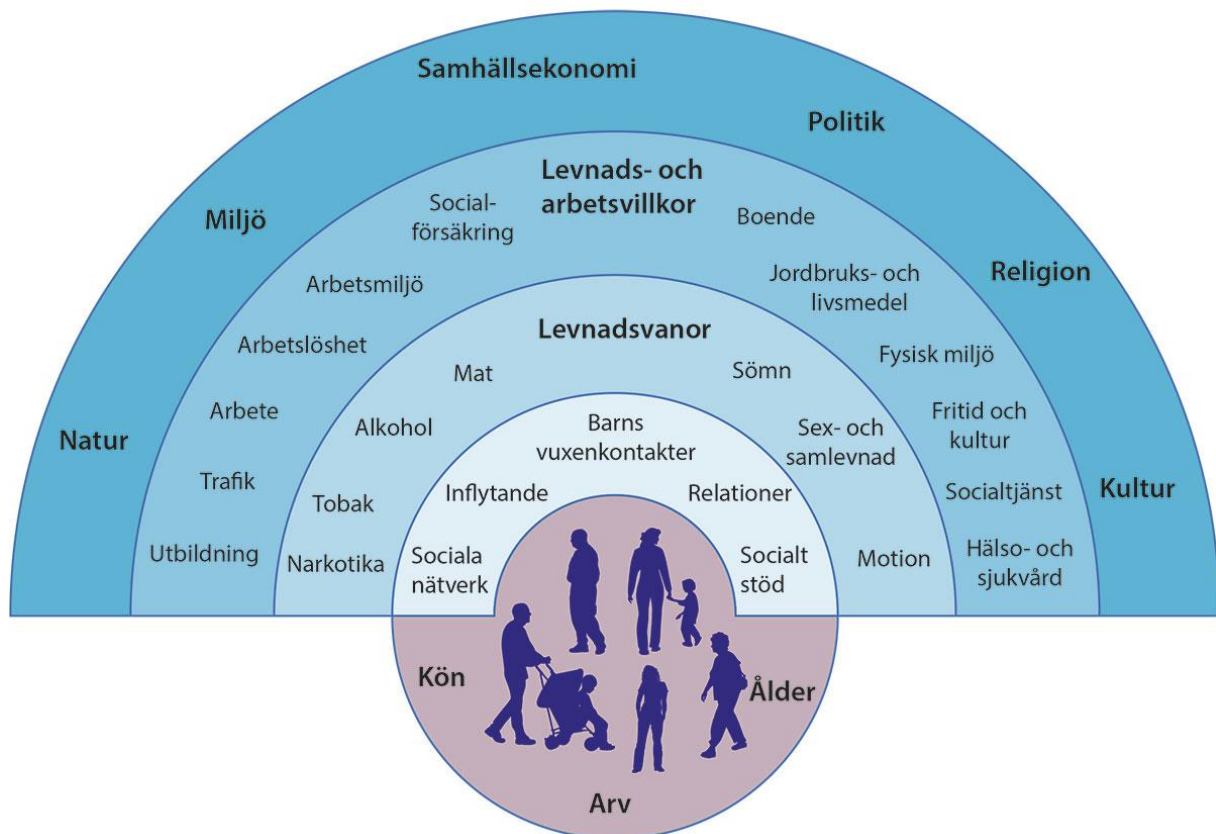 Samhällsekonomi
Politik
Miljö
Religion
Natur
Kultur
Levnads- och
arbetsvillkor
Social-
försäkring
Boende
Arbetsmiljö
Jordbruks- och
livsmedel
Arbetslöshet
Fysisk miljö
Arbete
Fritid och
kultur
Trafik
Socialtjänst
Utbildning
Hälso- och
sjukvård
Levnadsvanor
Mat
Sömn
Alkohol
Sex- och
samlevnad
Tobak
Narkotika
Motion
Barns
vuxenkontakter
Inflytande
Relationer
Sociala
nätverk
Socialt
stöd
Kön
Ålder
Arv